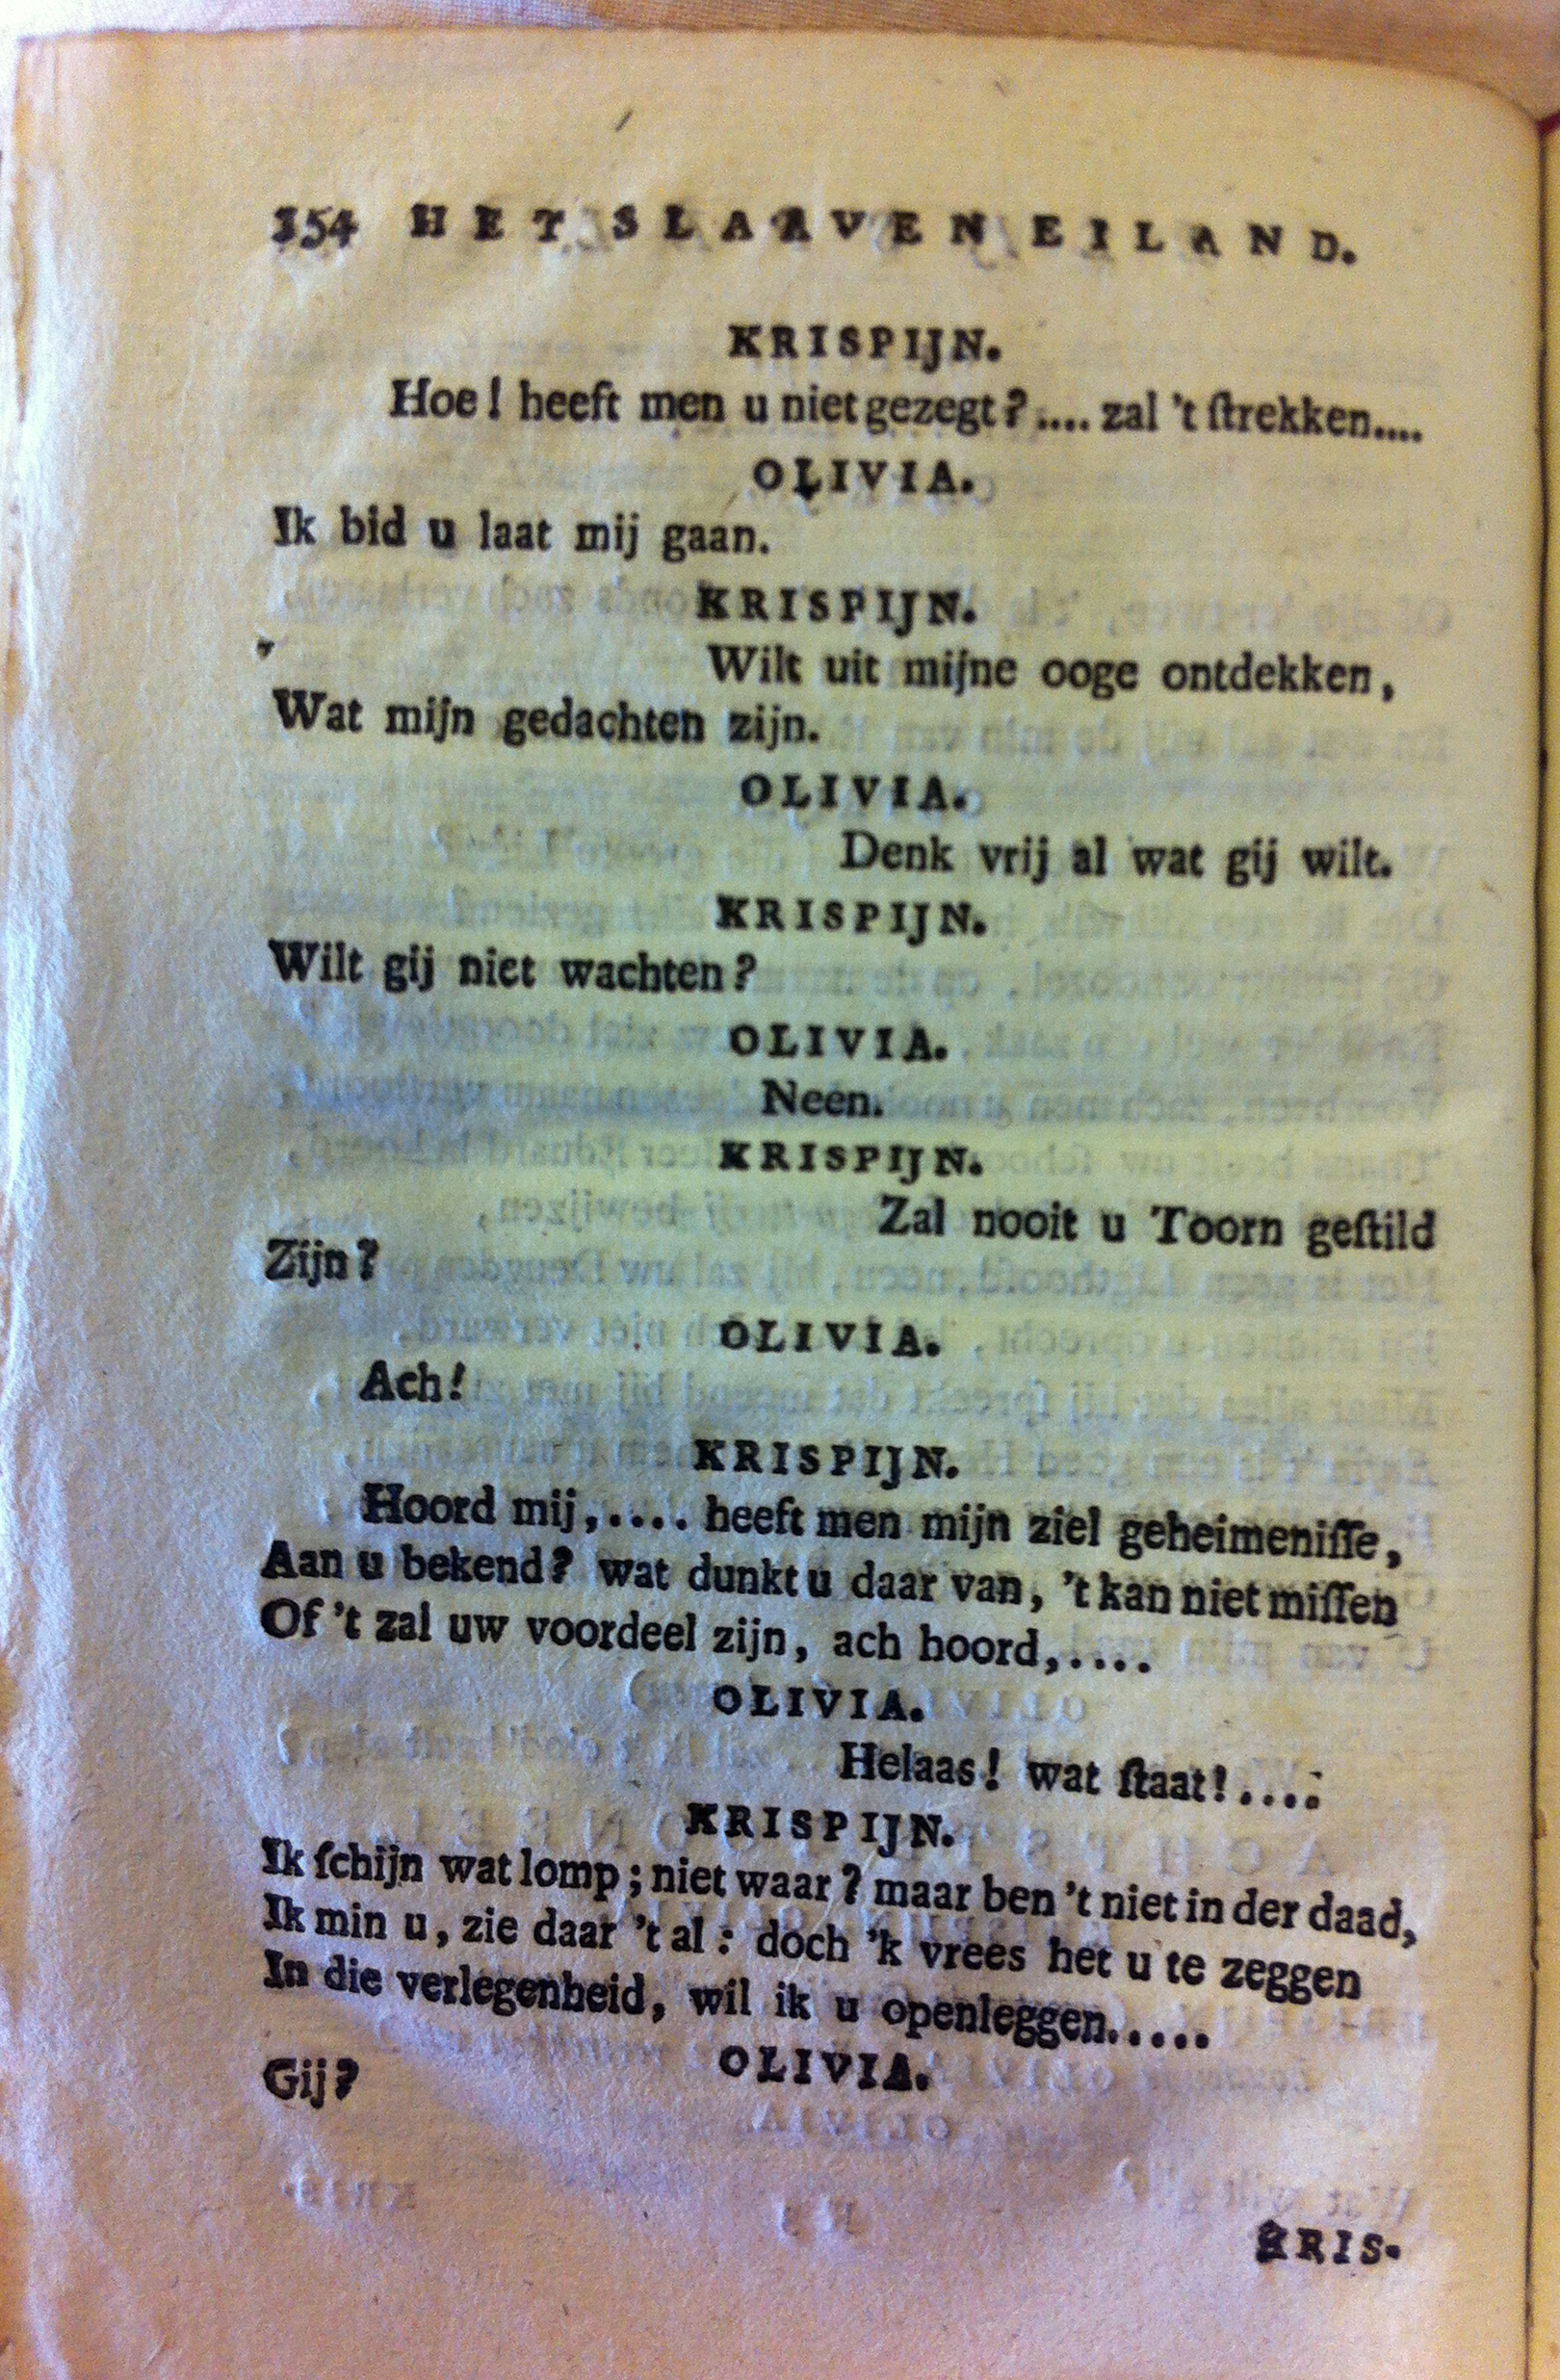 154 HET SLAAVEN EILAND.
KRISPIJN.
Hoe! heeft men u niet gezegt? .... zal 't ſtrekken....
OLIVIA.
Ik bid u laat mij gaan.
KRISPIJN.
Wilt uit mijne ooge ontdekken,
Wat mijn gedachten zijn.
OLIVIA.
Denk vrij al wat gij wilt.
KRISPIJN.
Wilt gij niet wachten?
OLIVIA.
Neen.
KRISPIJN.
Zal nooit u Toorn geſtild
Zijn?
OLIVIA.
Ach!
KRISPIJN.
Hoord mij,.... heeft men mijn ziel geheimeniſſe,
Aan u bekend? wat dunkt u daar van, 't kan niet miſſen
Of 't zal uw voordeel zijn, ach hoord,....
OLIVIA.
Helaas! wat ſtaat!....
KRISPIJN.
Ik ſchijn wat lomp; niet waar? maar ben 't niet in der daad,
Ik min u, zie daar 't al: doch 'k vrees het u te zeggen
In die verlegenheid, wil ik u openleggen.....
OLIVIA.
Gij?
KRIS-